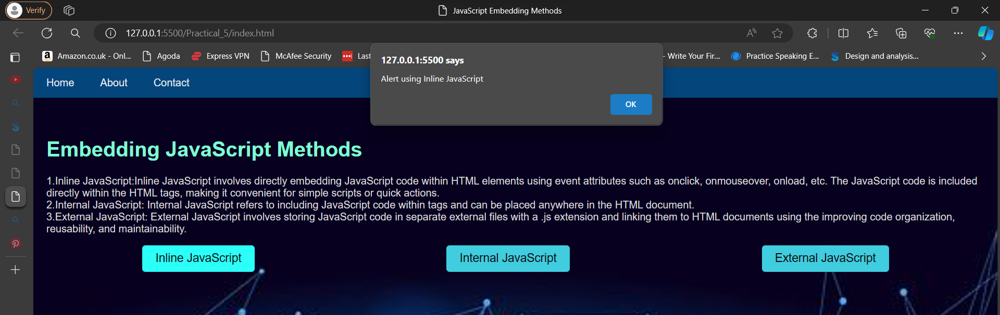 Verify
JavaScript Embedding Methods
127.0.0.1:5500/Practical_5/index.html
Amazon.co.uk - Onl...
Agoda
Express VPN
McAfee Security
Last
- Write Your Fir...
Practice Speaking E...
Design and analysis...
127.0.0.1:5500 says
Alert using Inline JavaScript
OK
Home
About
Contact
Embedding JavaScript Methods
1.Inline JavaScript:Inline JavaScript involves directly embedding JavaScript code within HTML elements using event attributes such as onclick, onmouseover, onload, etc. The JavaScript code is included
directly within the HTML tags, making it convenient for simple scripts or quick actions.
2.Internal JavaScript: Internal JavaScript refers to including JavaScript code within tags and can be placed anywhere in the HTML document.
3.External JavaScript: External JavaScript involves storing JavaScript code in separate external files with a .js extension and linking them to HTML documents using the improving code organization,
reusability, and maintainability.
Inline JavaScript
Internal JavaScript
External JavaScript